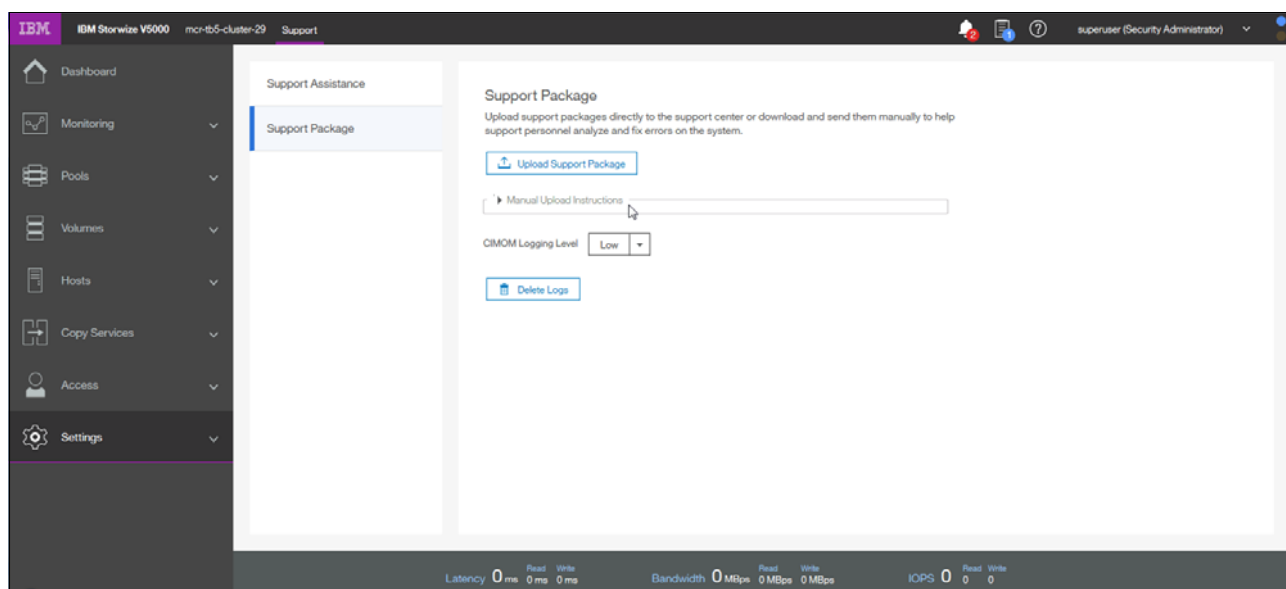 IBM IBM Storwize V5000 mcr-tb5-cluster-29 Support 2 1 superuser (Security Administrator)
Dashboard
Monitoring
Pools
Volumes
Hosts
Copy Services
Access
Settings
Support Assistance
Support Package
Support Package
Upload support packages directly to the support center or download and send them manually to help
support personnel analyze and fix errors on the system.
Upload Support Package
Manual Upload Instructions
CIMOM Logging Level Low
Delete Logs
Read Write Read Write Read Write
Latency 0 ms 0 ms 0 ms Bandwidth 0 MBps 0 MBps 0 MBps IOPS 0 0 0